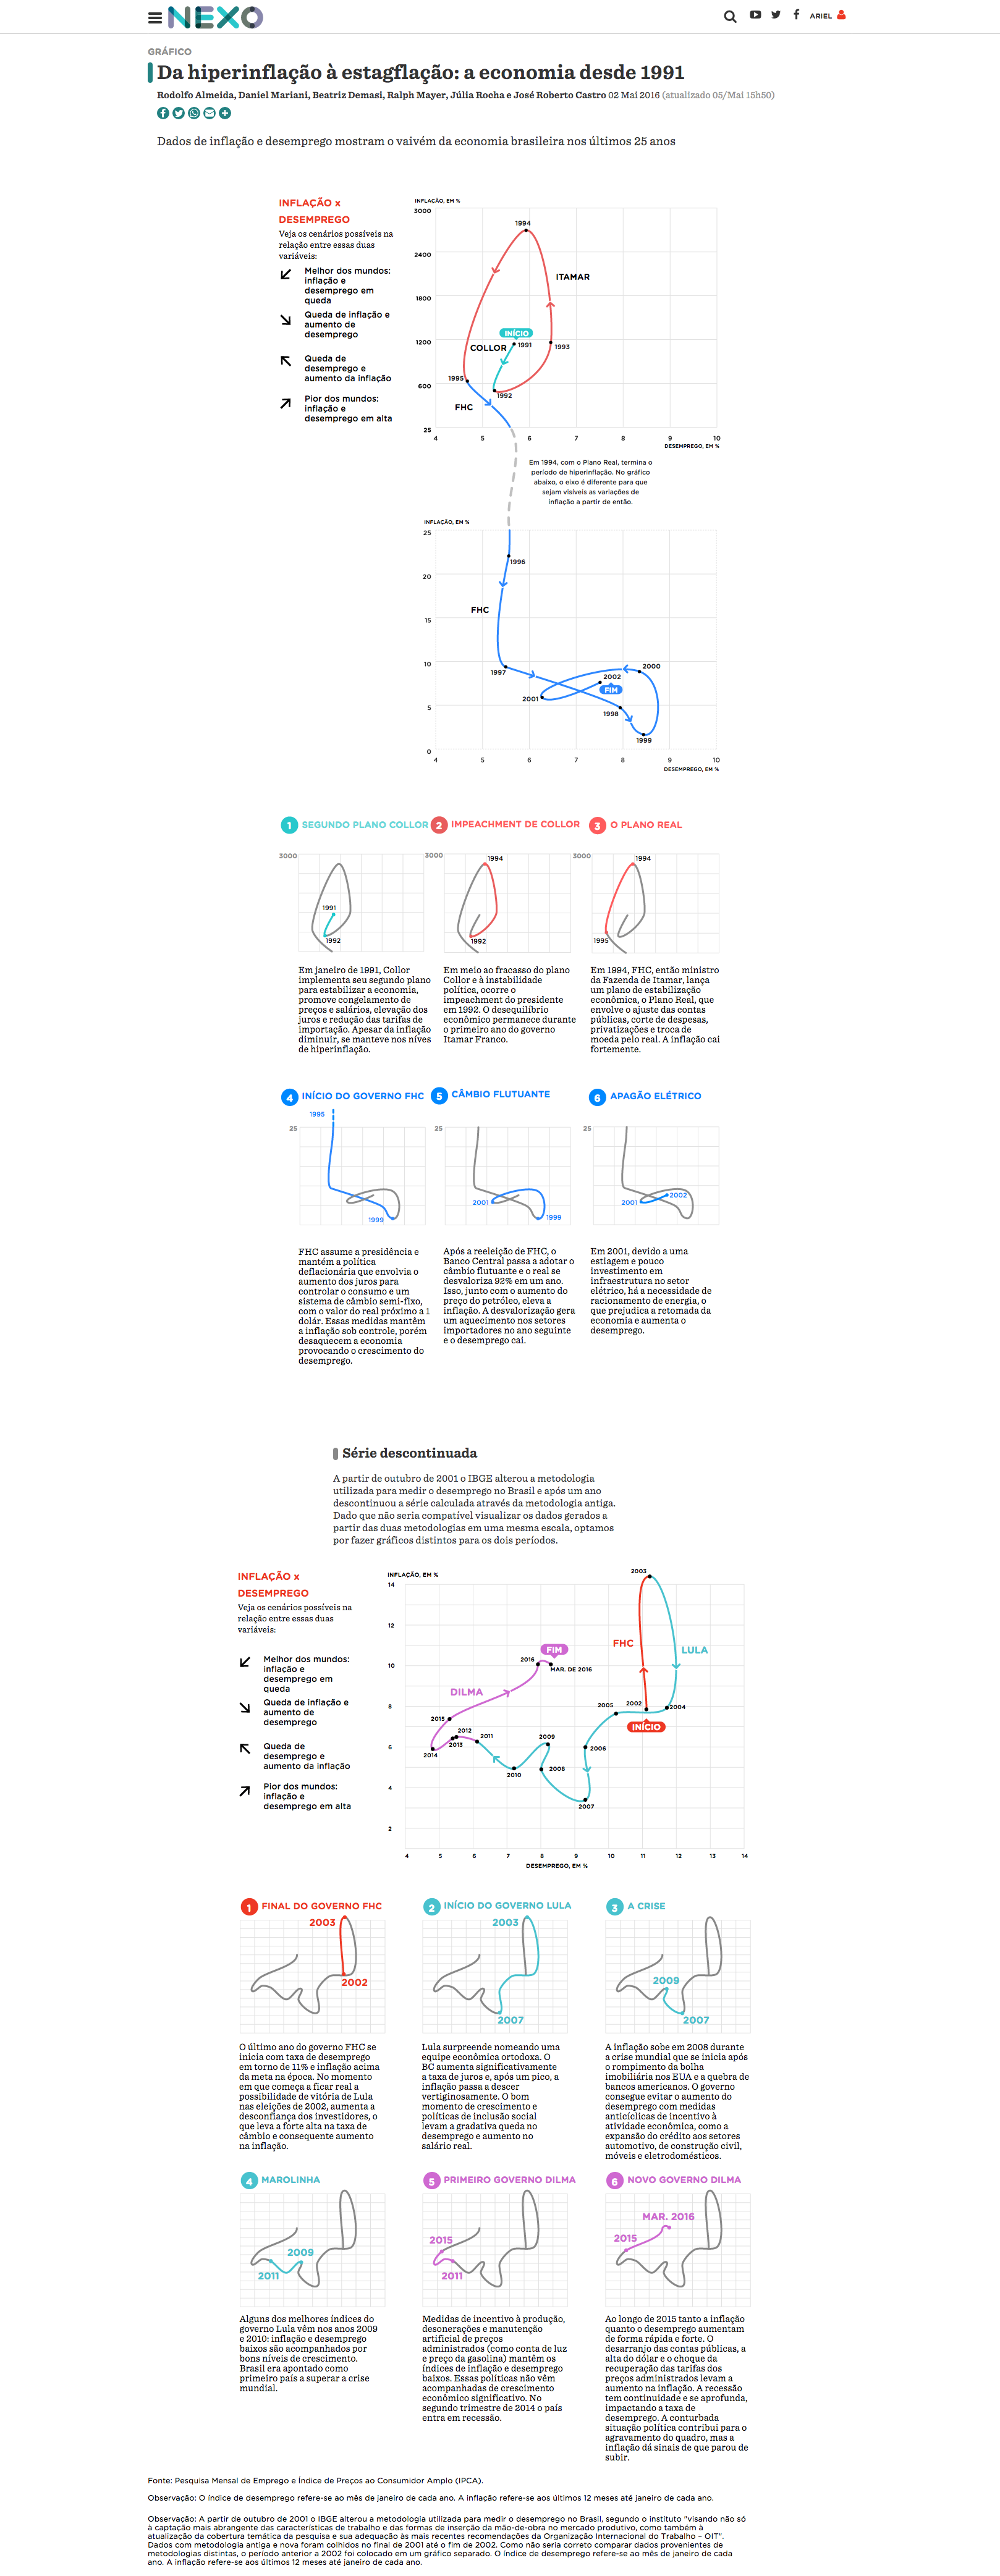 NEXO
ARIEL
GRÁFICO
Da hiperinflação à estagflação: a economia desde 1991
Rodolfo Almeida, Daniel Mariani, Beatriz Demasi, Ralph Mayer, Júlia Rocha e José Roberto Castro 02 Mai 2016 (atualizado 05/Mai 15h50)
Dados de inflação e desemprego mostram o vaivém da economia brasileira nos últimos 25 anos
INFLAÇÃO x
DESEMPREGO
Veja os cenários possíveis na
relação entre essas duas
variáveis:
Melhor dos mundos:
inflação e
desemprego em
queda
Queda de inflação e
aumento de
desemprego
Queda de
desemprego e
aumento da inflação
Pior dos mundos:
inflação e
desemprego em alta
INFLAÇÃO, EM %
3000
2400
1800
1200
600
25
4 5 6 7 8 9 10
DESEMPREGO, EM %
1994
ITAMAR
INÍCIO
COLLOR
1991
1993
1995
1992
FHC
Em 1994, com o Plano Real, termina o
período de hiperinflação. No gráfico
abaixo, o eixo é diferente para que
sejam visíveis as variações de
inflação a partir de então.
INFLAÇÃO, EM %
25
20
15
10
5
0
4 5 6 7 8 9 10
DESEMPREGO, EM %
1996
FHC
1997
2000
2002
FIM
2001
1998
1999
1 SEGUNDO PLANO COLLOR
3000
1991
1992
Em janeiro de 1991, Collor
implementa seu segundo plano
para estabilizar a economia,
promove congelamento de
preços e salários, elevação dos
juros e redução das tarifas de
importação. Apesar da inflação
diminuir, se manteve nos níves
de hiperinflação.
2 IMPEACHMENT DE COLLOR
3000
1994
1992
Em meio ao fracasso do plano
Collor e à instabilidade
política, ocorre o
impeachment do presidente
em 1992. O desequilíbrio
econômico permanece durante
o primeiro ano do governo
Itamar Franco.
3 O PLANO REAL
3000
1994
1995
Em 1994, FHC, então ministro
da Fazenda de Itamar, lança
um plano de estabilização
econômica, o Plano Real, que
envolve o ajuste das contas
públicas, corte de despesas,
privatizações e troca de
moeda pelo real. A inflação cai
fortemente.
4 INÍCIO DO GOVERNO FHC
1995
25
1999
FHC assume a presidência e
mantém a política
deflacionária que envolvia o
aumento dos juros para
controlar o consumo e um
sistema de câmbio semi-fixo,
com o valor do real próximo a 1
dolár. Essas medidas mantêm
a inflação sob controle, porém
desaquecem a economia
provocando o crescimento do
desemprego.
5 CÂMBIO FLUTUANTE
25
2001
1999
Após a reeleição de FHC, o
Banco Central passa a adotar o
câmbio flutuante e o real se
desvaloriza 92% em um ano.
Isso, junto com o aumento do
preço do petróleo, eleva a
inflação. A desvalorização gera
um aquecimento nos setores
importadores no ano seguinte
e o desemprego cai.
6 APAGÃO ELÉTRICO
25
2001
2002
Em 2001, devido a uma
estiagem e pouco
investimento em
infraestrutura no setor
elétrico, há a necessidade de
racionamento de energia, o
que prejudica a retomada da
economia e aumenta o
desemprego.
Série descontinuada
A partir de outubro de 2001 o IBGE alterou a metodologia
utilizada para medir o desemprego no Brasil e após um ano
descontinuou a série calculada através da metodologia antiga.
Dado que não seria compatível visualizar os dados gerados a
partir das duas metodologias em uma mesma escala, optamos
por fazer gráficos distintos para os dois períodos.
INFLAÇÃO x
DESEMPREGO
Veja os cenários possíveis na
relação entre essas duas
variáveis:
Melhor dos mundos:
inflação e
desemprego em
queda
Queda de inflação e
aumento de
desemprego
Queda de
desemprego e
aumento da inflação
Pior dos mundos:
inflação e
desemprego em alta
INFLAÇÃO, EM %
14
12
10
8
6
4
2
4 5 6 7 8 9 10 11 12 13 14
DESEMPREGO, EM %
2003
FHC
LULA
FIM
2016
MAR. DE 2016
DILMA
2005
2002
2004
INÍCIO
2015
2012
2011
2013
2014
2009
2006
2010
2008
2007
1 FINAL DO GOVERNO FHC
2003
2002
O último ano do governo FHC se
inicia com taxa de desemprego
em torno de 11% e inflação acima
da meta na época. No momento
em que começa a ficar real a
possibilidade de vitória de Lula
nas eleições de 2002, aumenta a
desconfiança dos investidores, o
que leva a forte alta na taxa de
câmbio e consequente aumento
na inflação.
2 INÍCIO DO GOVERNO LULA
2003
2007
Lula surpreende nomeando uma
equipe econômica ortodoxa. O
BC aumenta significativamente
a taxa de juros e, após um pico, a
inflação passa a descer
vertiginosamente. O bom
momento de crescimento e
políticas de inclusão social
levam a gradativa queda no
desemprego e aumento no
salário real.
3 A CRISE
2009
2007
A inflação sobe em 2008 durante
a crise mundial que se inicia após
o rompimento da bolha
imobiliária nos EUA e a quebra de
bancos americanos. O governo
consegue evitar o aumento do
desemprego com medidas
anticíclicas de incentivo à
atividade econômica, como a
expansão do crédito aos setores
automotivo, de construção civil,
móveis e eletrodomésticos.
4 MAROLINHA
2009
2011
Alguns dos melhores índices do
governo Lula vêm nos anos 2009
e 2010: inflação e desemprego
baixos são acompanhados por
bons níveis de crescimento.
Brasil era apontado como
primeiro país a superar a crise
mundial.
5 PRIMEIRO GOVERNO DILMA
2015
2011
Medidas de incentivo à produção,
desonerações e manutenção
artificial de preços
administrados (como conta de luz
e preço da gasolina) mantêm os
índices de inflação e desemprego
baixos. Essas políticas não vêm
acompanhadas de crescimento
econômico significativo. No
segundo trimestre de 2014 o país
entra em recessão.
6 NOVO GOVERNO DILMA
MAR. 2016
2015
Ao longo de 2015 tanto a inflação
quanto o desemprego aumentam
de forma rápida e forte. O
desarranjo das contas públicas, a
alta do dólar e o choque da
recuperação das tarifas dos
preços administrados levam a
aumento na inflação. A recessão
tem continuidade e se aprofunda,
impactando a taxa de
desemprego. A conturbada
situação política contribui para o
agravamento do quadro, mas a
inflação dá sinais de que parou de
subir.
Fonte: Pesquisa Mensal de Emprego e Índice de Preços ao Consumidor Amplo (IPCA).
Observação: O índice de desemprego refere-se ao mês de janeiro de cada ano. A inflação refere-se aos últimos 12 meses até janeiro de cada ano.
Observação: A partir de outubro de 2001 o IBGE alterou a metodologia utilizada para medir o desemprego no Brasil, segundo o instituto "visando não só
à captação mais abrangente das características de trabalho e das formas de inserção da mão-de-obra no mercado produtivo, como também à
atualização da cobertura temática da pesquisa e sua adequação às mais recentes recomendações da Organização Internacional do Trabalho – OIT".
Dados com metodologia antiga e nova foram colhidos no final de 2001 até o fim de 2002. Como não seria correto comparar dados provenientes de
metodologias distintas, o período anterior a 2002 foi colocado em um gráfico separado. O índice de desemprego refere-se ao mês de janeiro de cada
ano. A inflação refere-se aos últimos 12 meses até janeiro de cada ano.